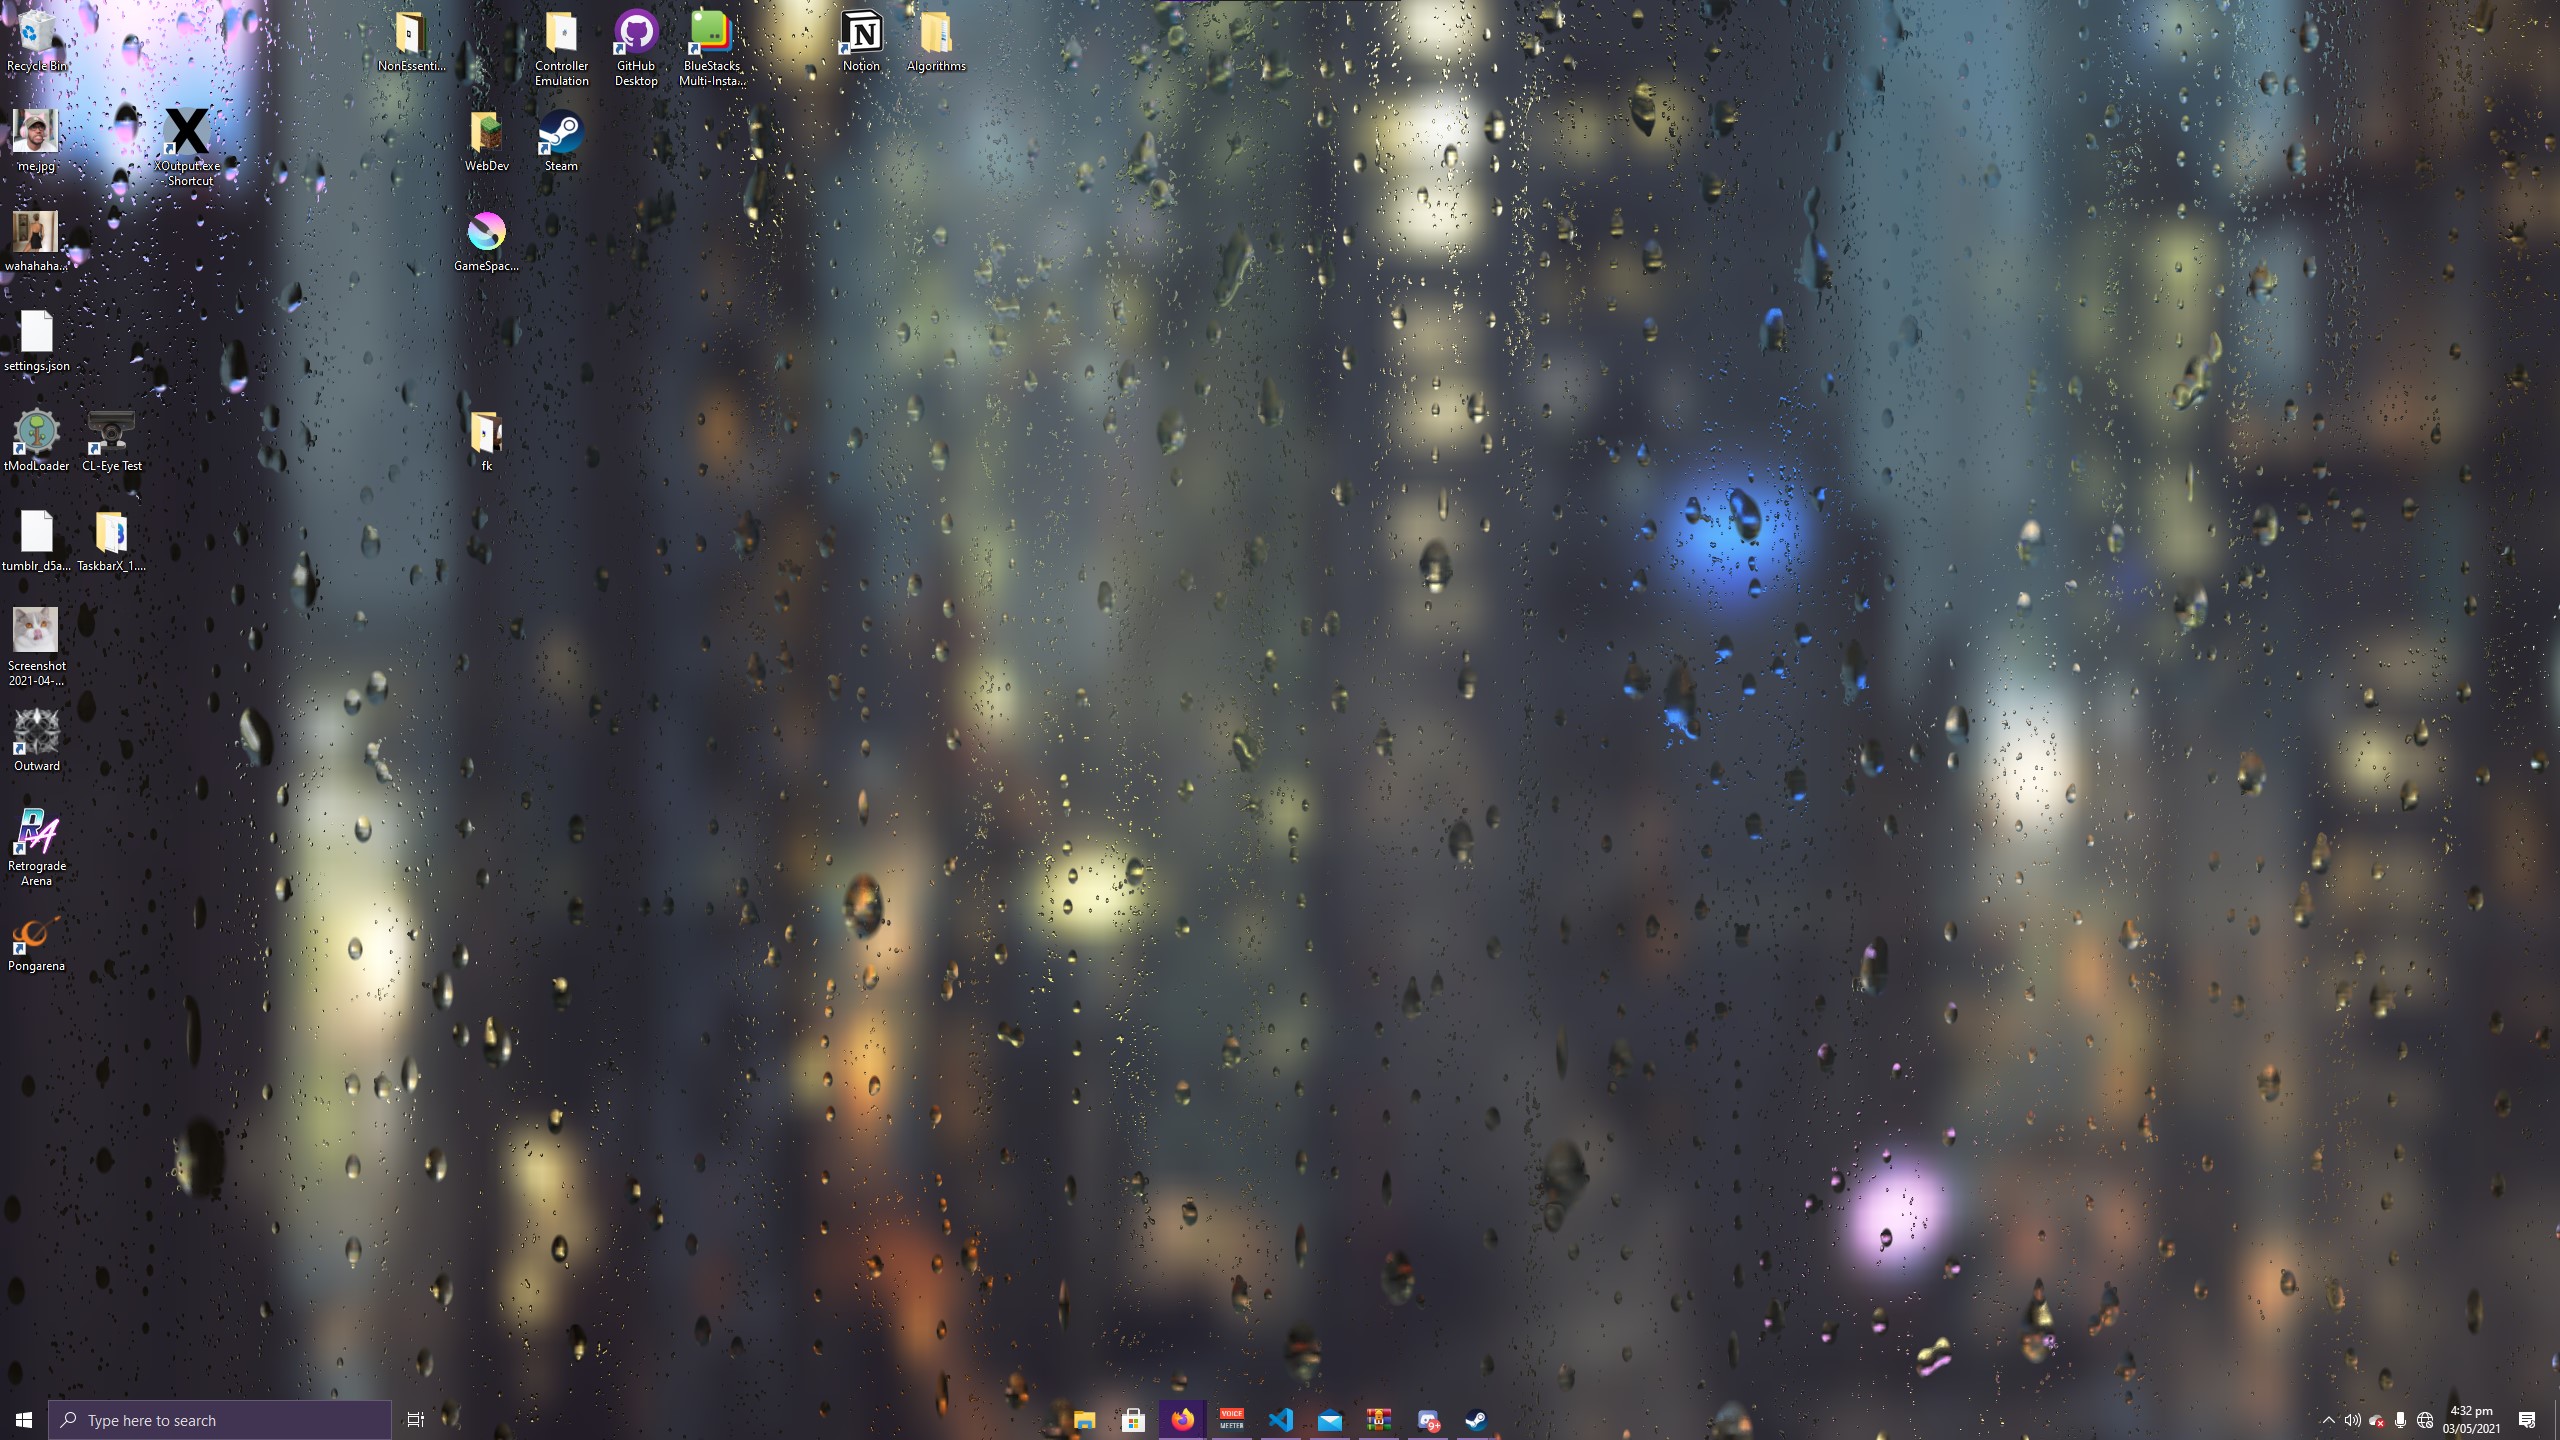 Recycle Bin
NonEssenti...
Controller
Emulation
GitHub
Desktop
BlueStacks
Multi-Insta...
N
Notion
Algorithms
me.jpg
X
XOutput.exe
- Shortcut
WebDev
Steam
wahahaha...
GameSpac...
settings.json
tModLoader
CL-Eye Test
fk
tumblr_d5a...
TaskbarX_1....
Screenshot
2021-04-...
Outward
RA
Retrograde
Arena
Pongarena
Type here to search
VOICE
MEETER
9+
4:32 pm
03/05/2021